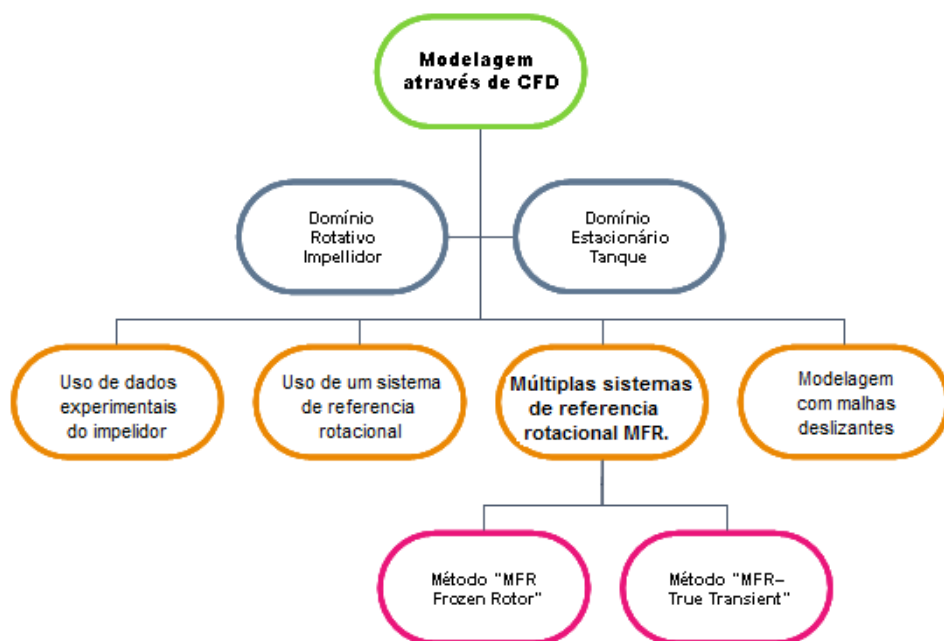 Modelagem
através de CFD
Domínio
Rotativo
Impellidor
Domínio
Estacionário
Tanque
Uso de dados
experimentais
do impelidor
Uso de um sistema
de referencia
rotacional
Múltiplas sistemas
de referencia
rotacional MFR.
Modelagem
com malhas
deslizantes
Método "MFR
Frozen Rotor"
Método "MFR–
True Transient"